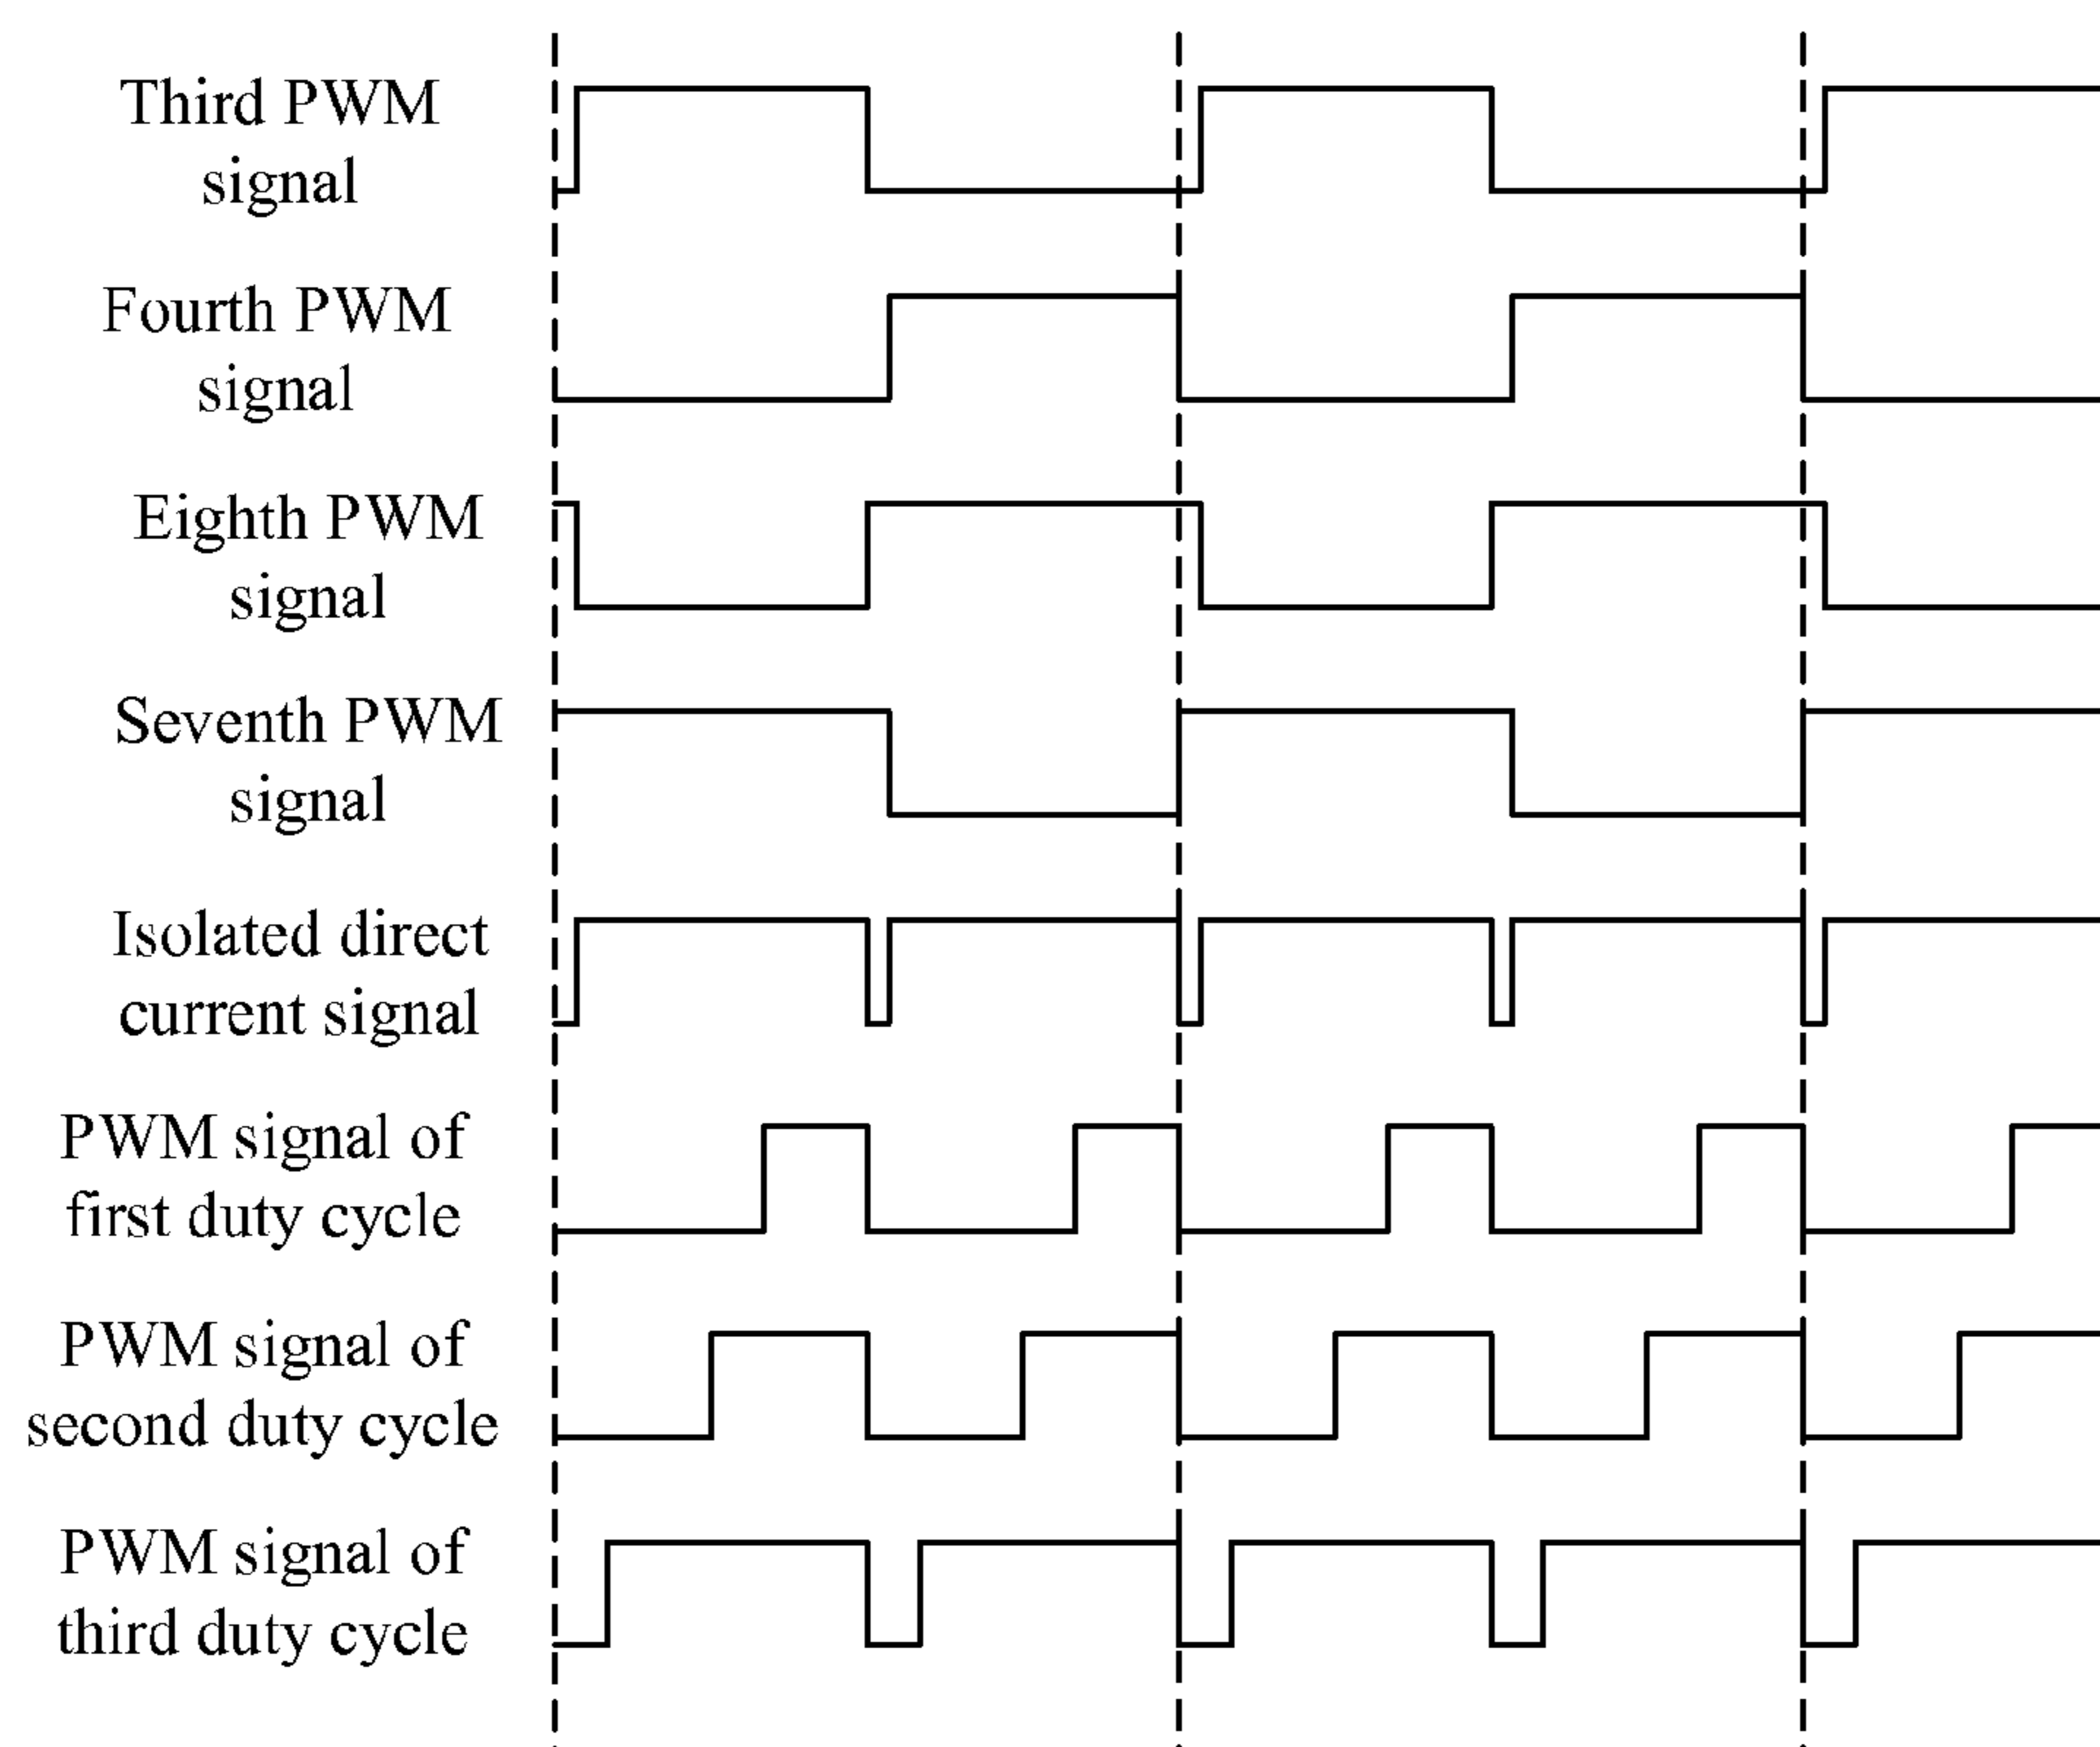 Third PWM
signal
Fourth PWM
signal
Eighth PWM
signal
Seventh PWM
signal
Isolated direct
current signal
PWM signal of
first duty cycle
PWM signal of
second duty cycle
PWM signal of
third duty cycle